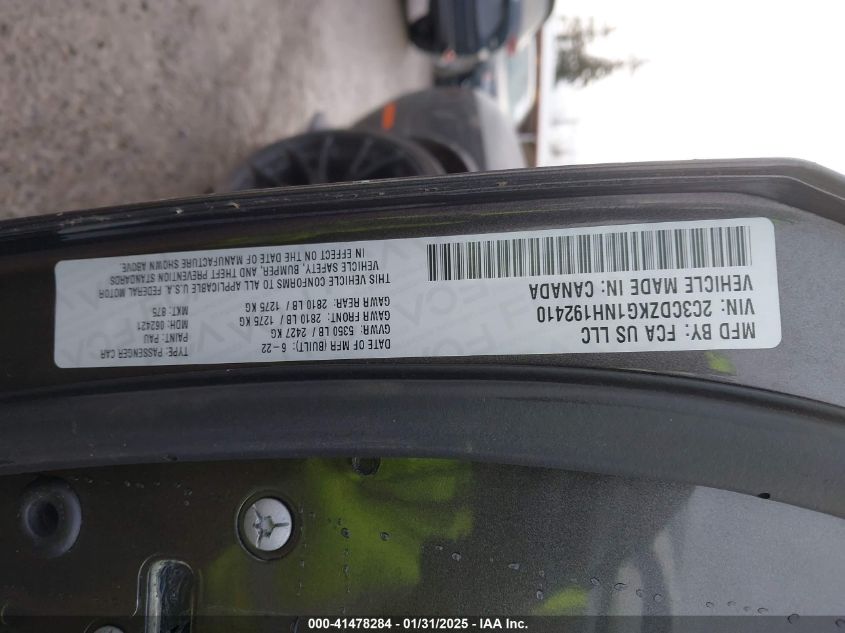 MFD BY: FCA US LLC
VIN: 2C3CDZKG1NH192410
VEHICLE MADE IN: CANADA
DATE OF MFR (BUILT): 6-22
GVWR: 5350 LB / 2427 KG
GAWR FRONT: 2810 LB / 1275 KG
GAWR REAR: 2810 LB / 1275 KG
TYPE: PASSENGER CAR
PAINT: PAU
MDH: 062421
MKT: 875
THIS VEHICLE CONFORMS TO ALL APPLICABLE U.S.A. FEDERAL MOTOR
VEHICLE SAFETY, BUMPER, AND THEFT PREVENTION STANDARDS
IN EFFECT ON THE DATE OF MANUFACTURE SHOWN ABOVE.
000-41478284 - 01/31/2025 - IAA Inc.